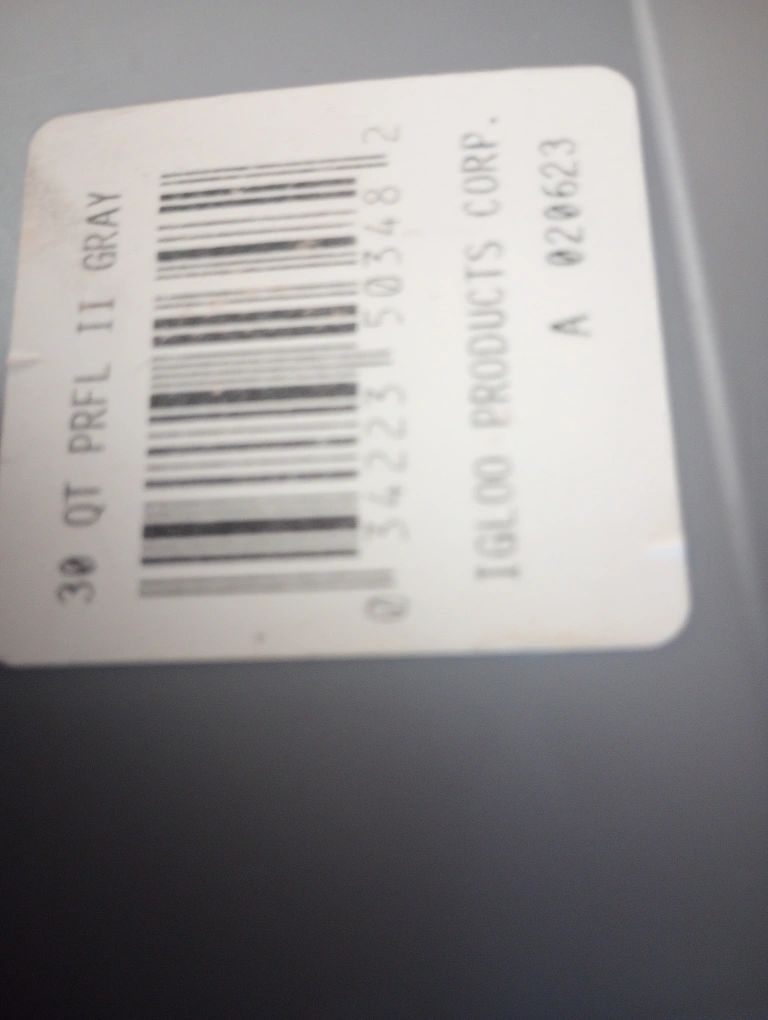 30 QT PRFL II GRAY
0 34223 50348 2
IGLOO PRODUCTS CORP.
A 020623